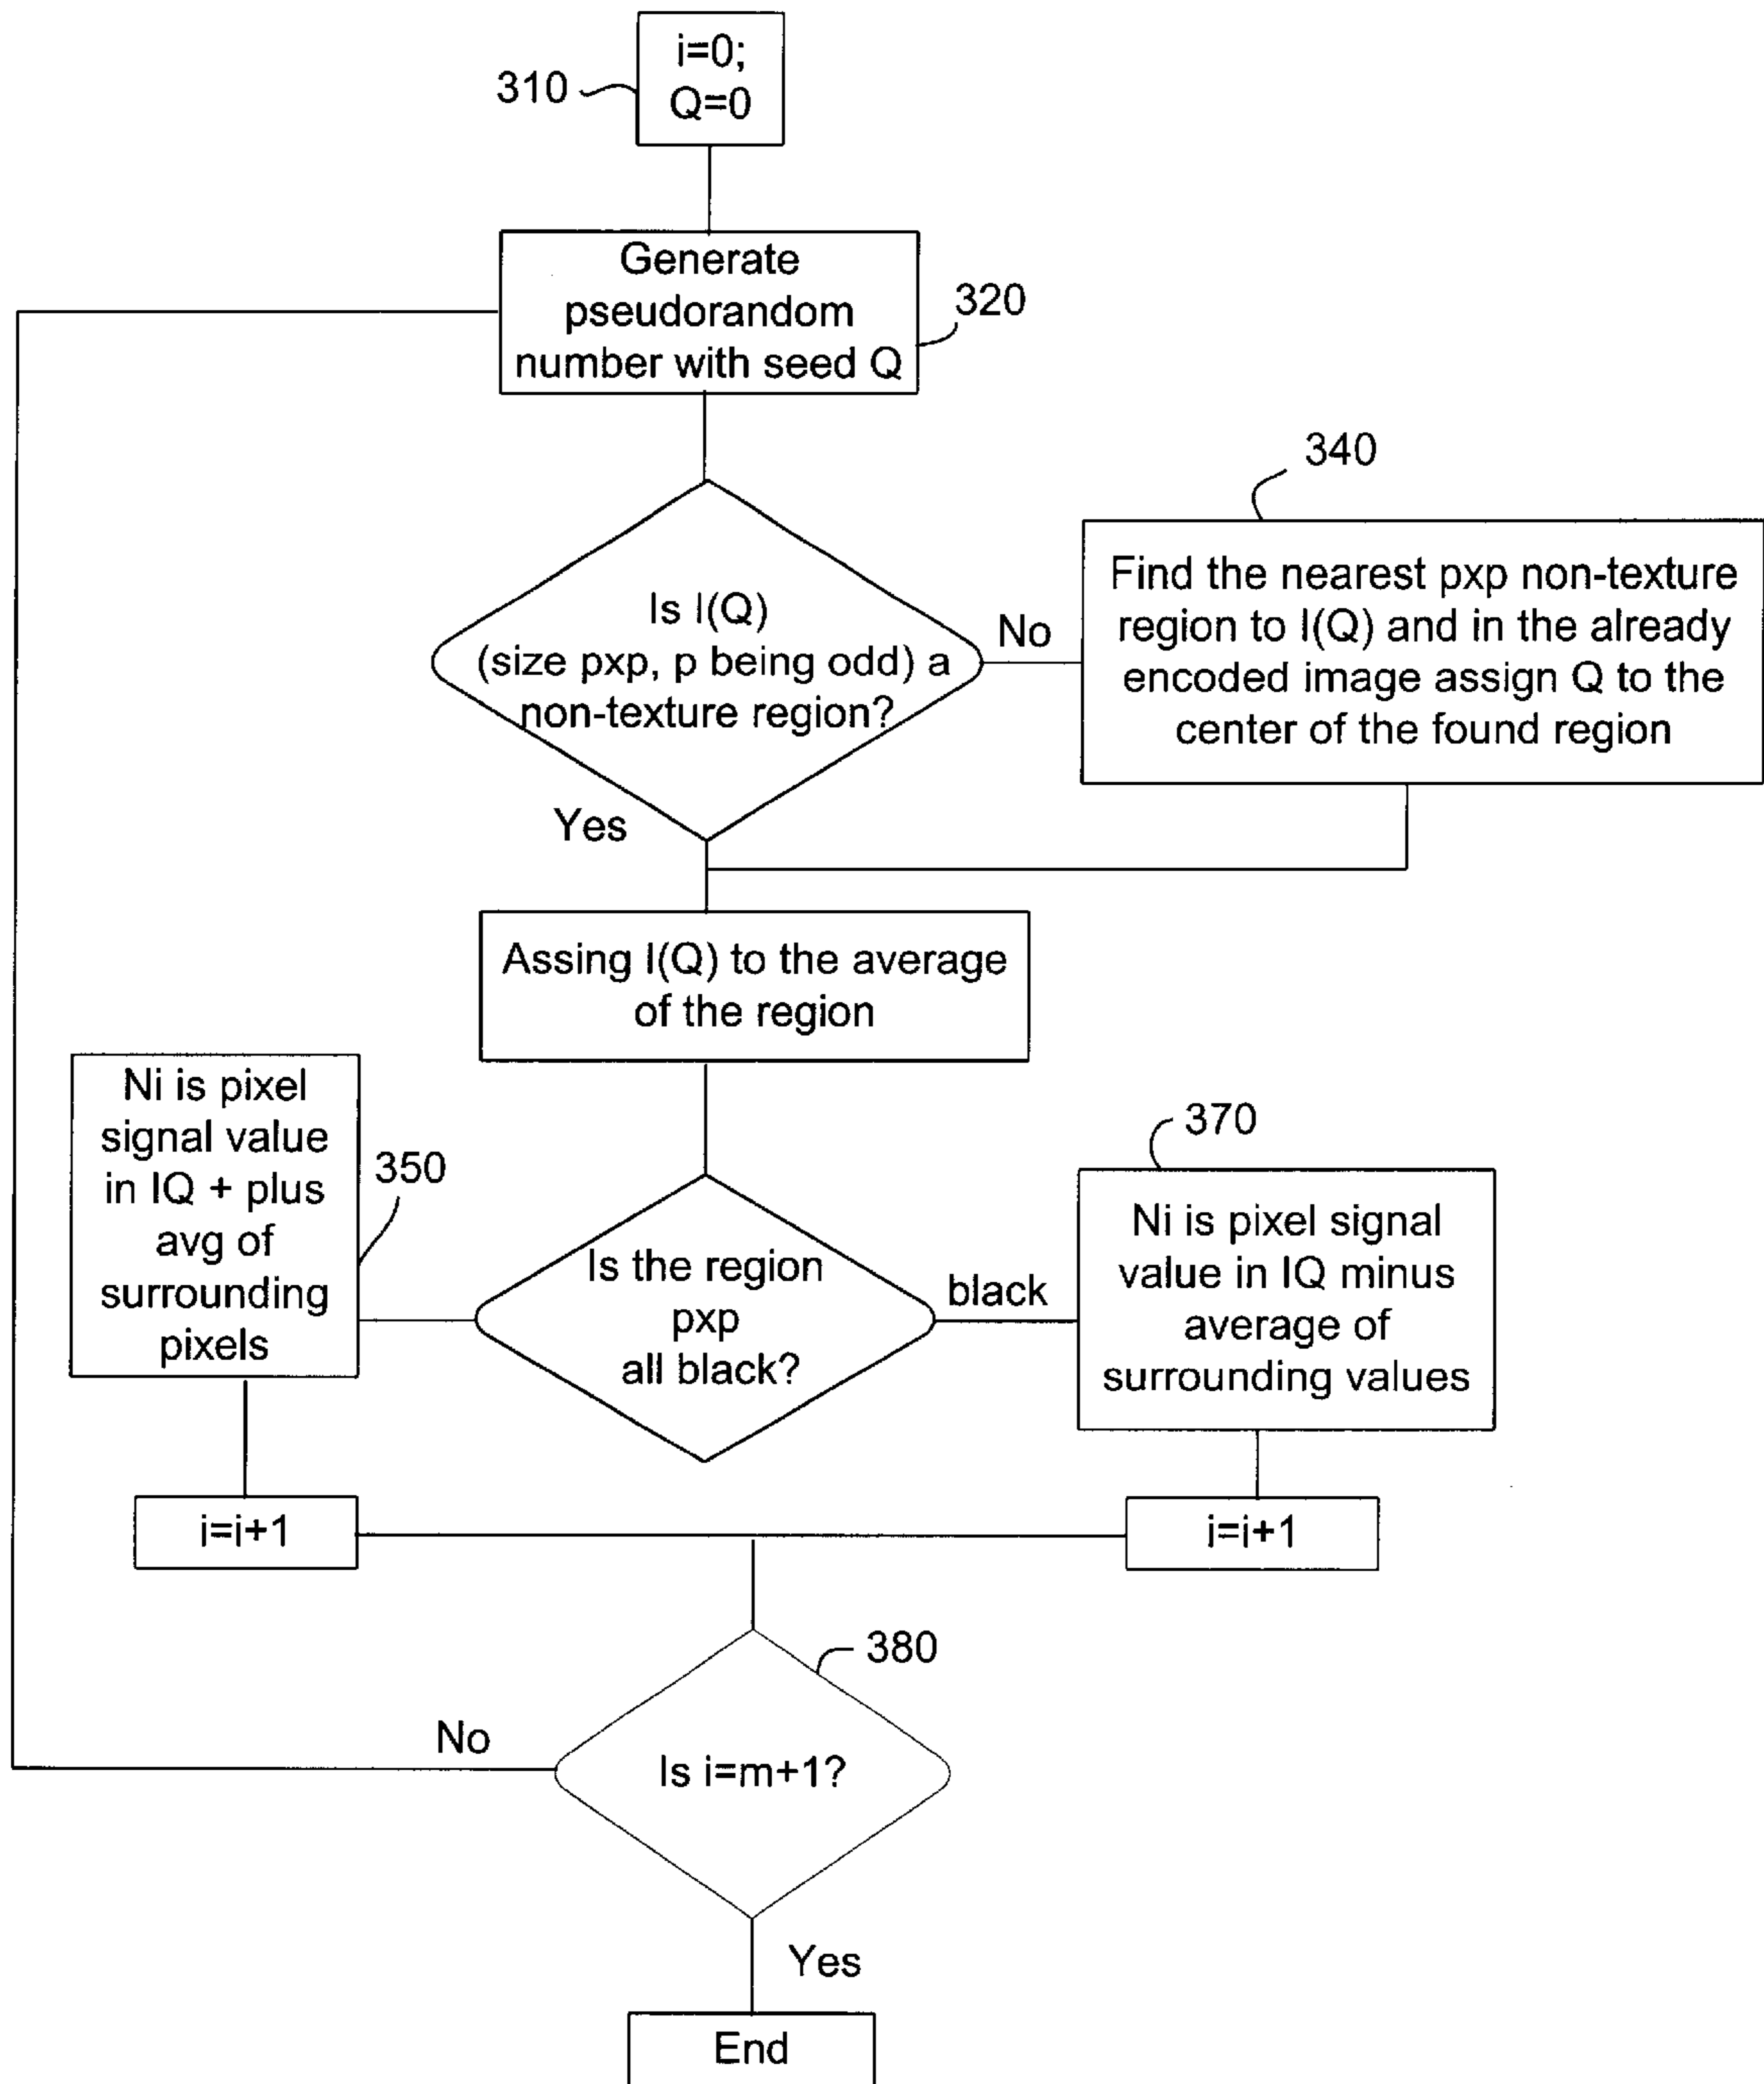 i=0;
Q=0
310
Generate
pseudorandom
number with seed Q
320
340
Is I(Q)
(size pxp, p being odd) a
non-texture region?
No
Find the nearest pxp non-texture
region to I(Q) and in the already
encoded image assign Q to the
center of the found region
Yes
Assing I(Q) to the average
of the region
Ni is pixel
signal value
in IQ + plus
avg of
surrounding
pixels
350
Is the region
pxp
all black?
black
370
Ni is pixel signal
value in IQ minus
average of
surrounding values
i=i+1
i=i+1
380
No
Is i=m+1?
Yes
End